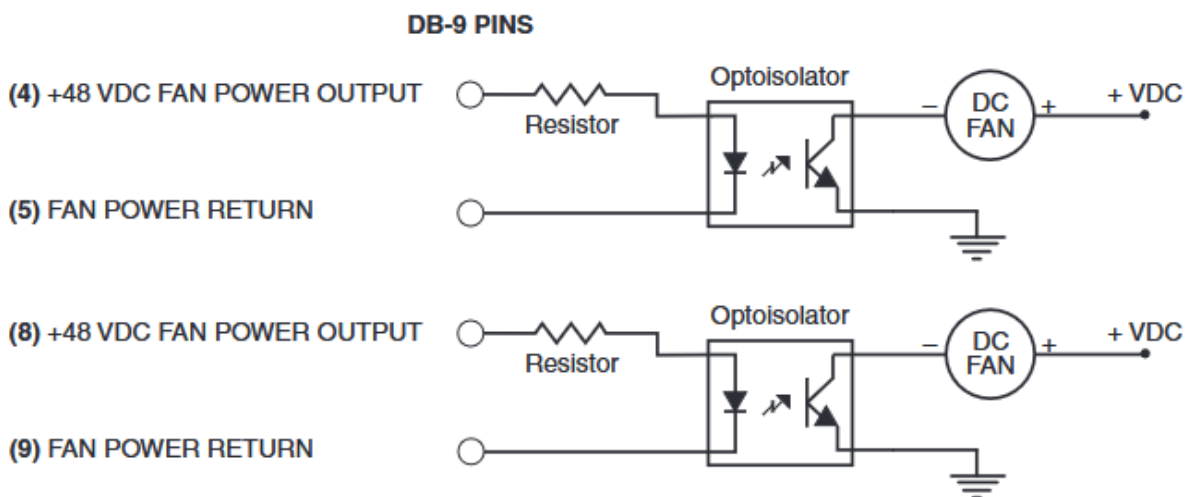 DB-9 PINS
(4) +48 VDC FAN POWER OUTPUT
Resistor
Optoisolator
– DC FAN +
+ VDC
(5) FAN POWER RETURN
(8) +48 VDC FAN POWER OUTPUT
Resistor
Optoisolator
– DC FAN +
+ VDC
(9) FAN POWER RETURN